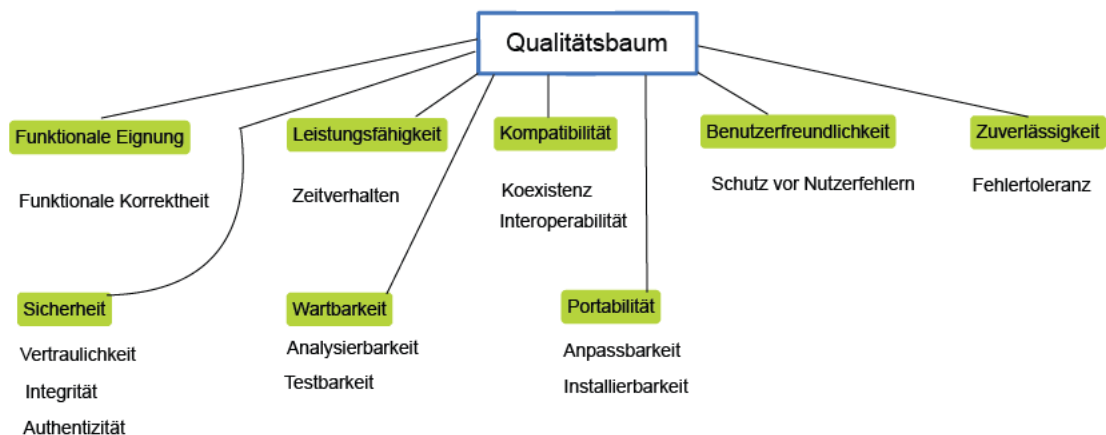 Qualitätsbaum
Funktionale Eignung
Leistungsfähigkeit
Kompatibilität
Benutzerfreundlichkeit
Zuverlässigkeit
Funktionale Korrektheit
Zeitverhalten
Koexistenz
Interoperabilität
Schutz vor Nutzerfehlern
Fehlertoleranz
Sicherheit
Wartbarkeit
Portabilität
Vertraulichkeit
Integrität
Authentizität
Analysierbarkeit
Testbarkeit
Anpassbarkeit
Installierbarkeit